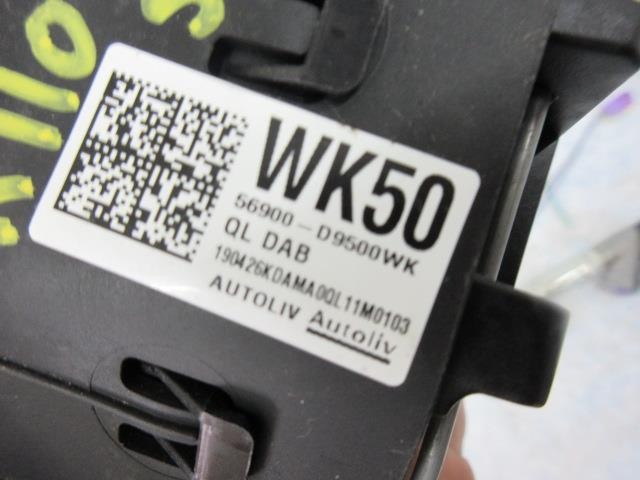 WK50
56900-D9500WK
QL DAB
190426KDAMA0QL11M0103
AUTOLIV Autoliv